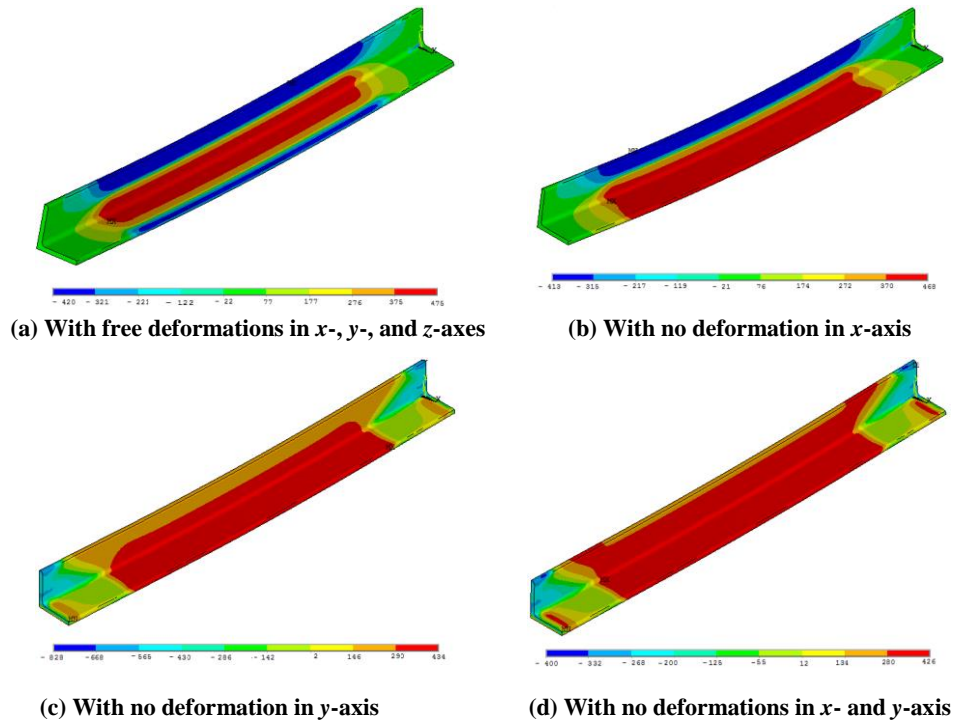 - 420 - 321 - 221 - 122 - 22 77 177 276 375 475
(a) With free deformations in x-, y-, and z-axes
- 413 - 315 - 217 - 119 - 21 76 174 272 370 468
(b) With no deformation in x-axis
- 828 - 668 - 565 - 430 - 286 - 142 2 146 290 434
(c) With no deformation in y-axis
- 400 - 332 - 268 - 200 - 126 - 55 12 134 280 426
(d) With no deformations in x- and y-axis